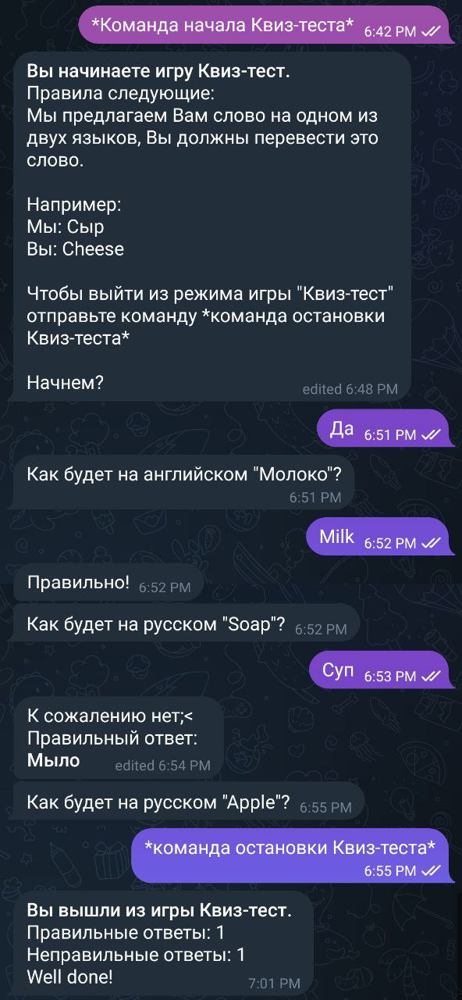 *Команда начала Квиз-теста* 6:42 PM
Вы начинаете игру Квиз-тест.
Правила следующие:
Мы предлагаем Вам слово на одном из
двух языков, Вы должны перевести это
слово.
Например:
Мы: Сыр
Вы: Cheese
Чтобы выйти из режима игры "Квиз-тест"
отправьте команду *команда остановки
Квиз-теста*
Начнем? edited 6:48 PM
Да 6:51 PM
Как будет на английском "Молоко"?
6:51 PM
Milk 6:52 PM
Правильно! 6:52 PM
Как будет на русском "Soap"? 6:52 PM
Суп 6:53 PM
К сожалению нет;<
Правильный ответ:
Мыло edited 6:54 PM
Как будет на русском "Apple"? 6:55 PM
*команда остановки Квиз-теста*
6:55 PM
Вы вышли из игры Квиз-тест.
Правильные ответы: 1
Неправильные ответы: 1
Well done! 7:01 PM